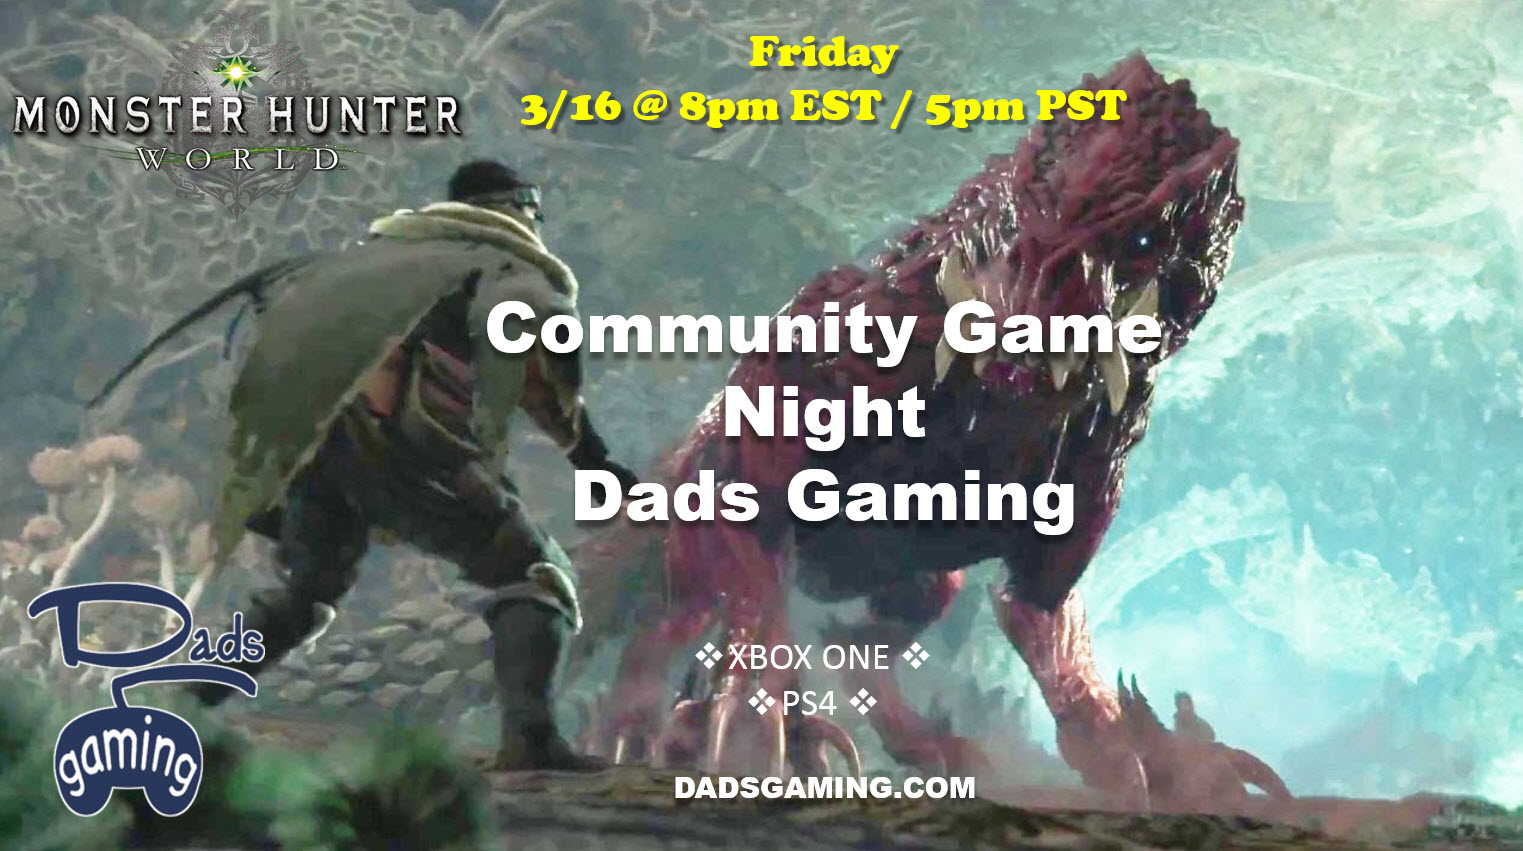 MONSTER HUNTER
WORLD
Friday
3/16 @ 8pm EST / 5pm PST
Community Game
Night
Dads Gaming
❖XBOX ONE ❖
❖PS4 ❖
DADSGAMING.COM
Dads
gaming